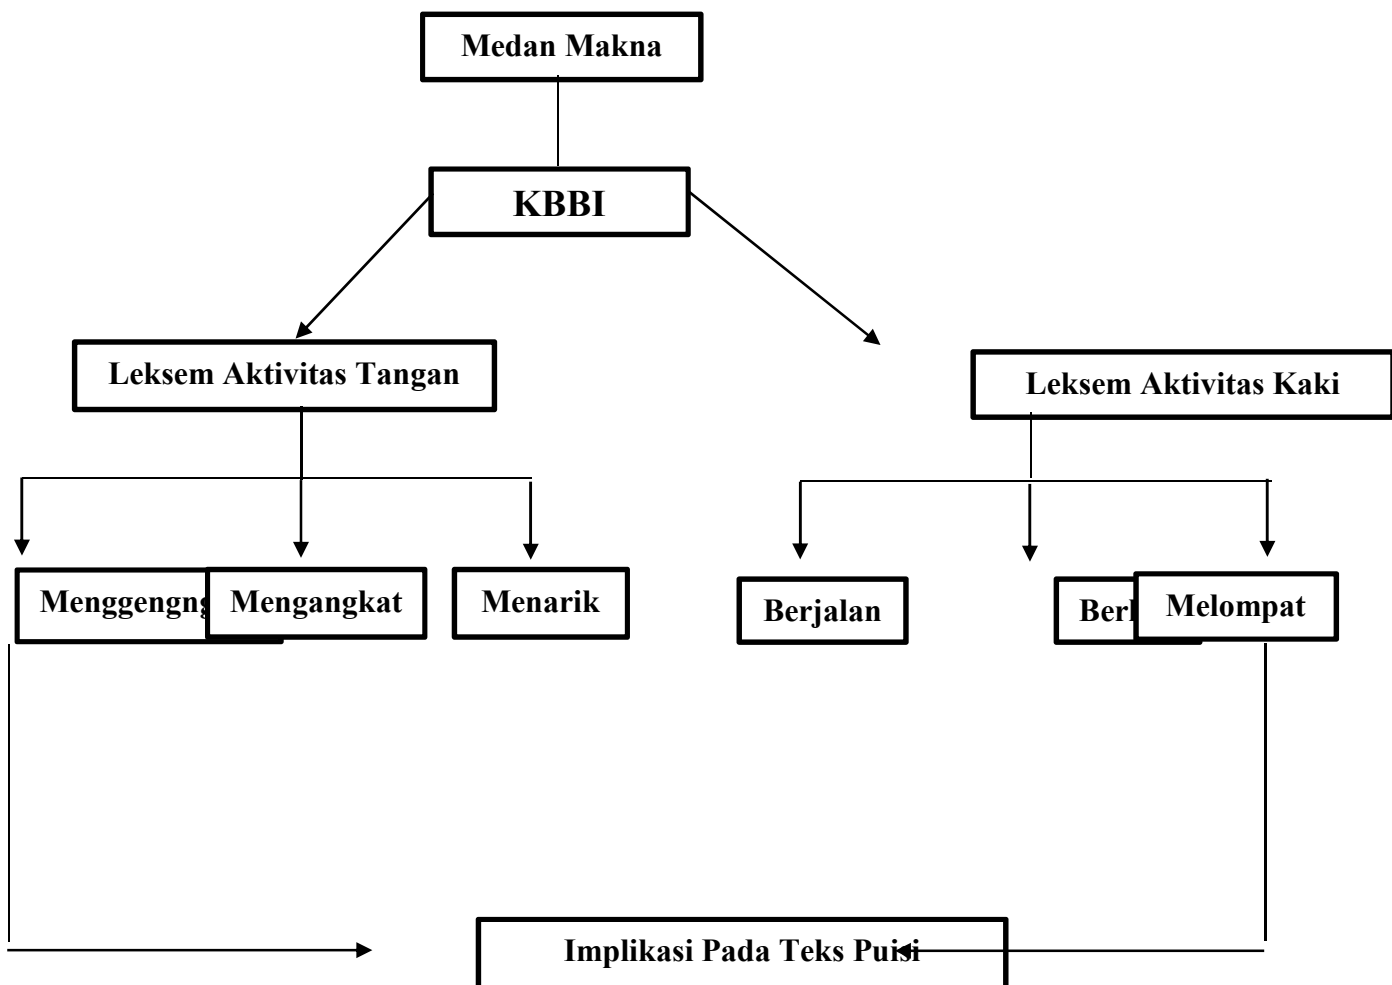 Medan Makna
KBBI
Leksem Aktivitas Tangan
Leksem Aktivitas Kaki
Mengangkat
Menarik
Berjalan
Melompat
Implikasi Pada Teks Puisi